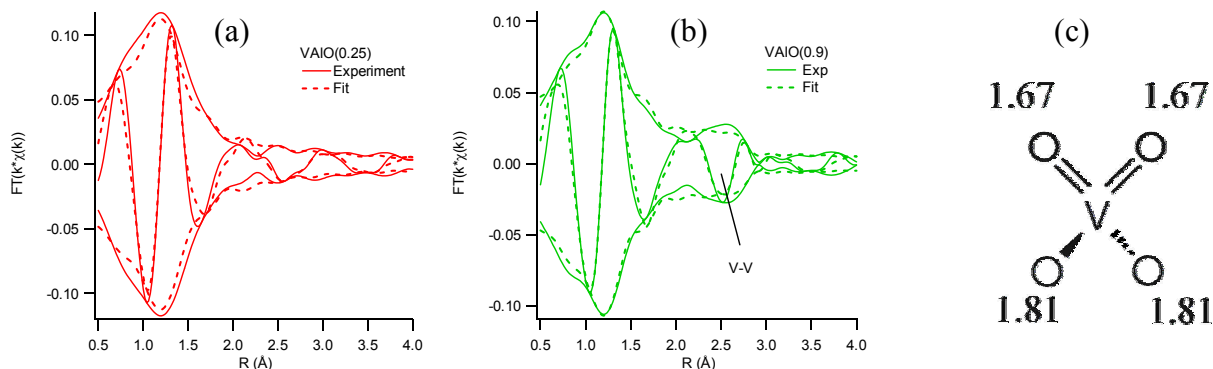 (a)
VAlO(0.25)
Experiment
Fit
FT(k*χ(k))
0.10
0.05
0.00
-0.05
-0.10
0.5 1.0 1.5 2.0 2.5 3.0 3.5 4.0
R (Å)
(b)
VAlO(0.9)
Exp
Fit
V-V
FT(k*χ(k))
0.10
0.05
0.00
-0.05
-0.10
0.5 1.0 1.5 2.0 2.5 3.0 3.5 4.0
R (Å)
(c)
1.67 1.67
O O
V
O O
1.81 1.81